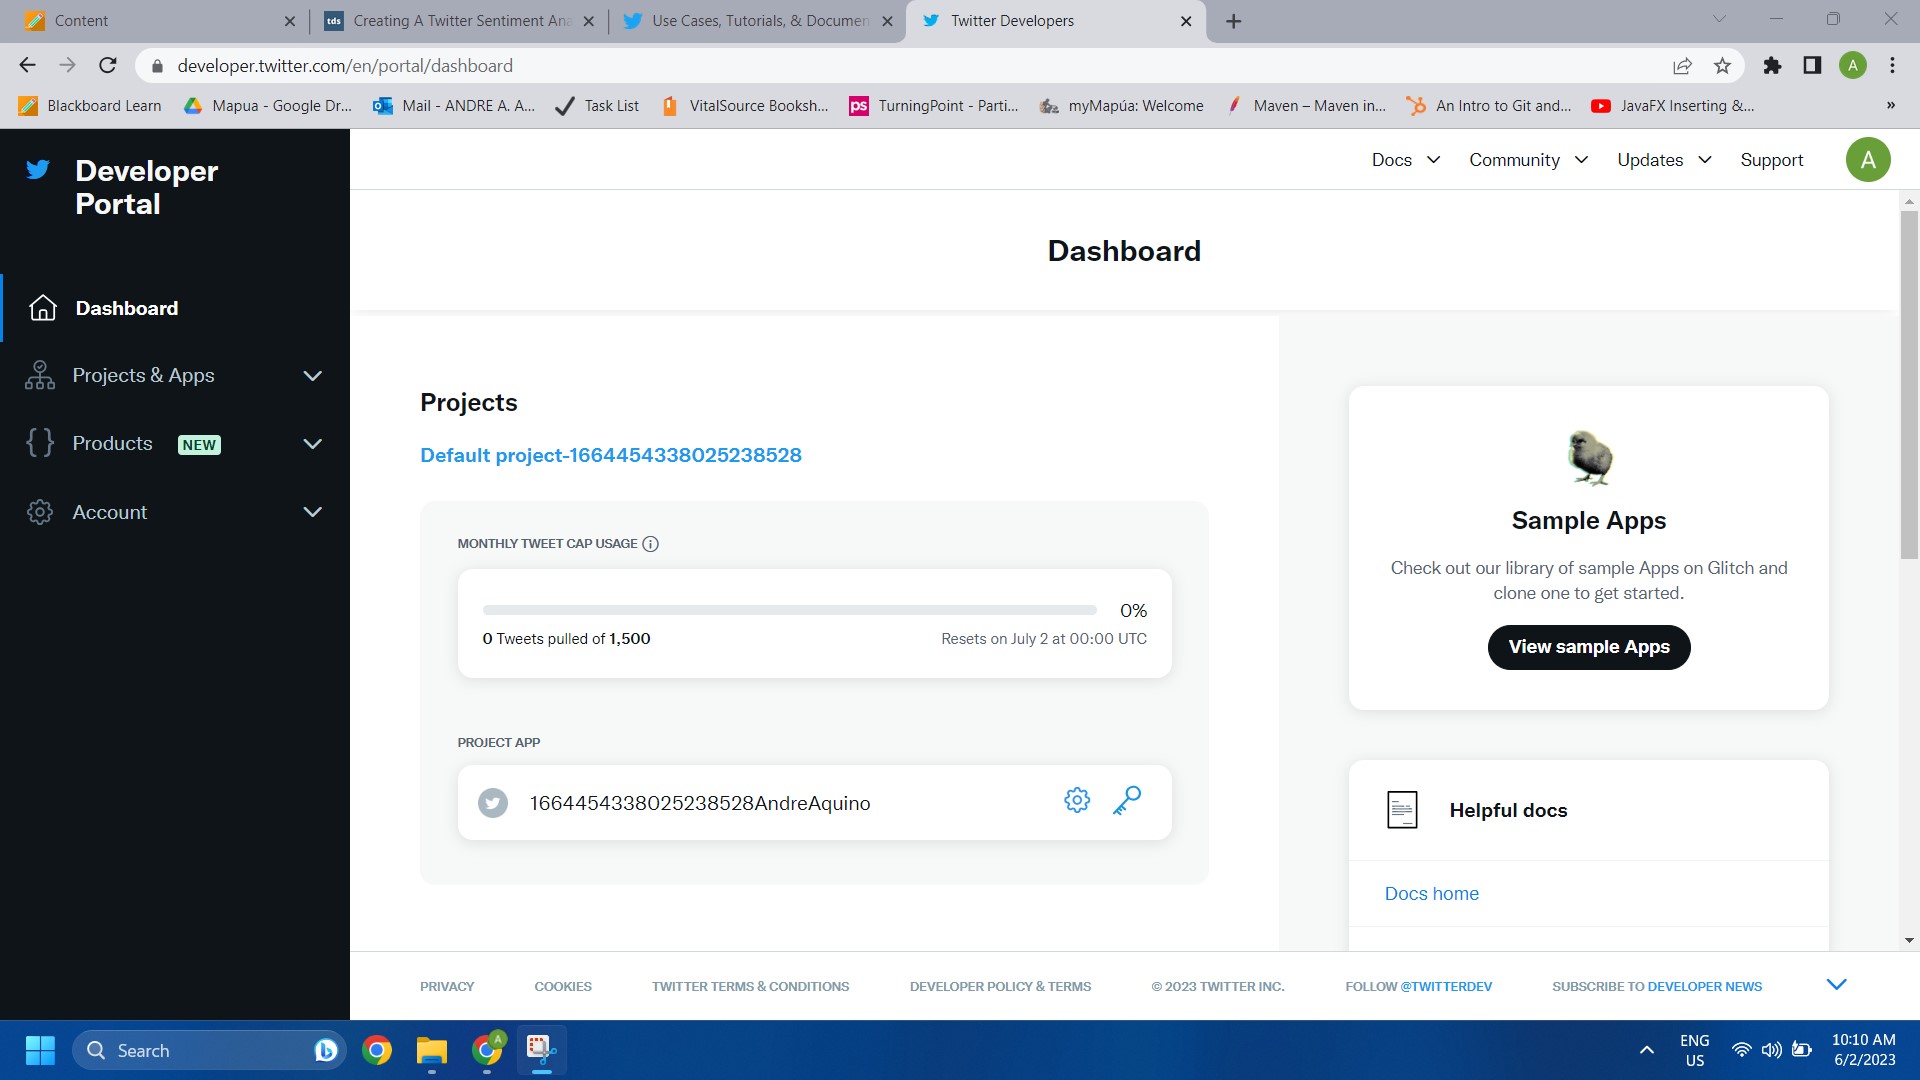 Content
tds Creating A Twitter Sentiment Ana
Use Cases, Tutorials, & Documen
Twitter Developers
developer.twitter.com/en/portal/dashboard
A
Blackboard Learn
Mapua - Google Dr...
Mail - ANDRE A. A...
Task List
VitalSource Booksh...
ps TurningPoint - Parti...
myMapúa: Welcome
Maven – Maven in...
An Intro to Git and...
JavaFX Inserting &...
»
Developer
Portal
Docs
Community
Updates
Support
A
Dashboard
Dashboard
Projects & Apps
Products NEW
Account
Projects
Default project-1664454338025238528
MONTHLY TWEET CAP USAGE
0%
0 Tweets pulled of 1,500
Resets on July 2 at 00:00 UTC
PROJECT APP
1664454338025238528AndreAquino
Sample Apps
Check out our library of sample Apps on Glitch and
clone one to get started.
View sample Apps
Helpful docs
Docs home
PRIVACY
COOKIES
TWITTER TERMS & CONDITIONS
DEVELOPER POLICY & TERMS
© 2023 TWITTER INC.
FOLLOW @TWITTERDEV
SUBSCRIBE TO DEVELOPER NEWS
Search
A
ENG
US
10:10 AM
6/2/2023